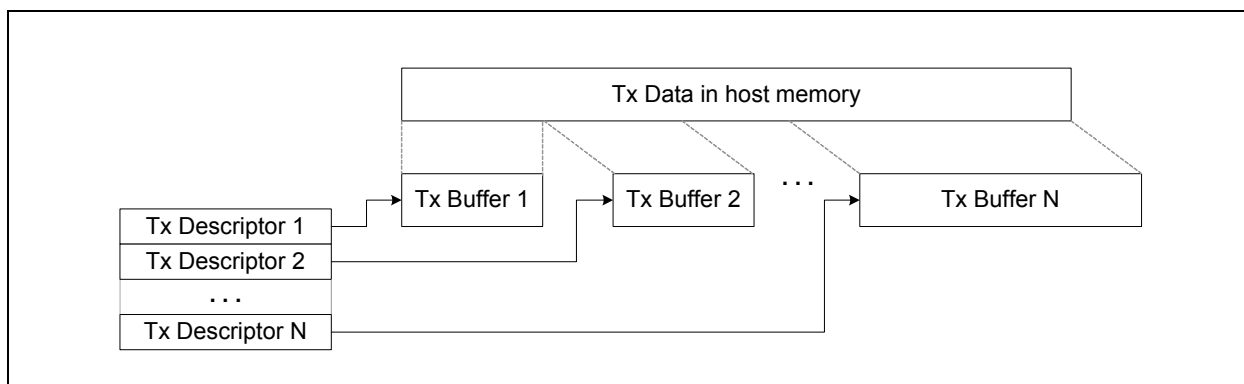 Tx Data in host memory
Tx Buffer 1
Tx Buffer 2
. . .
Tx Buffer N
Tx Descriptor 1
Tx Descriptor 2
. . .
Tx Descriptor N